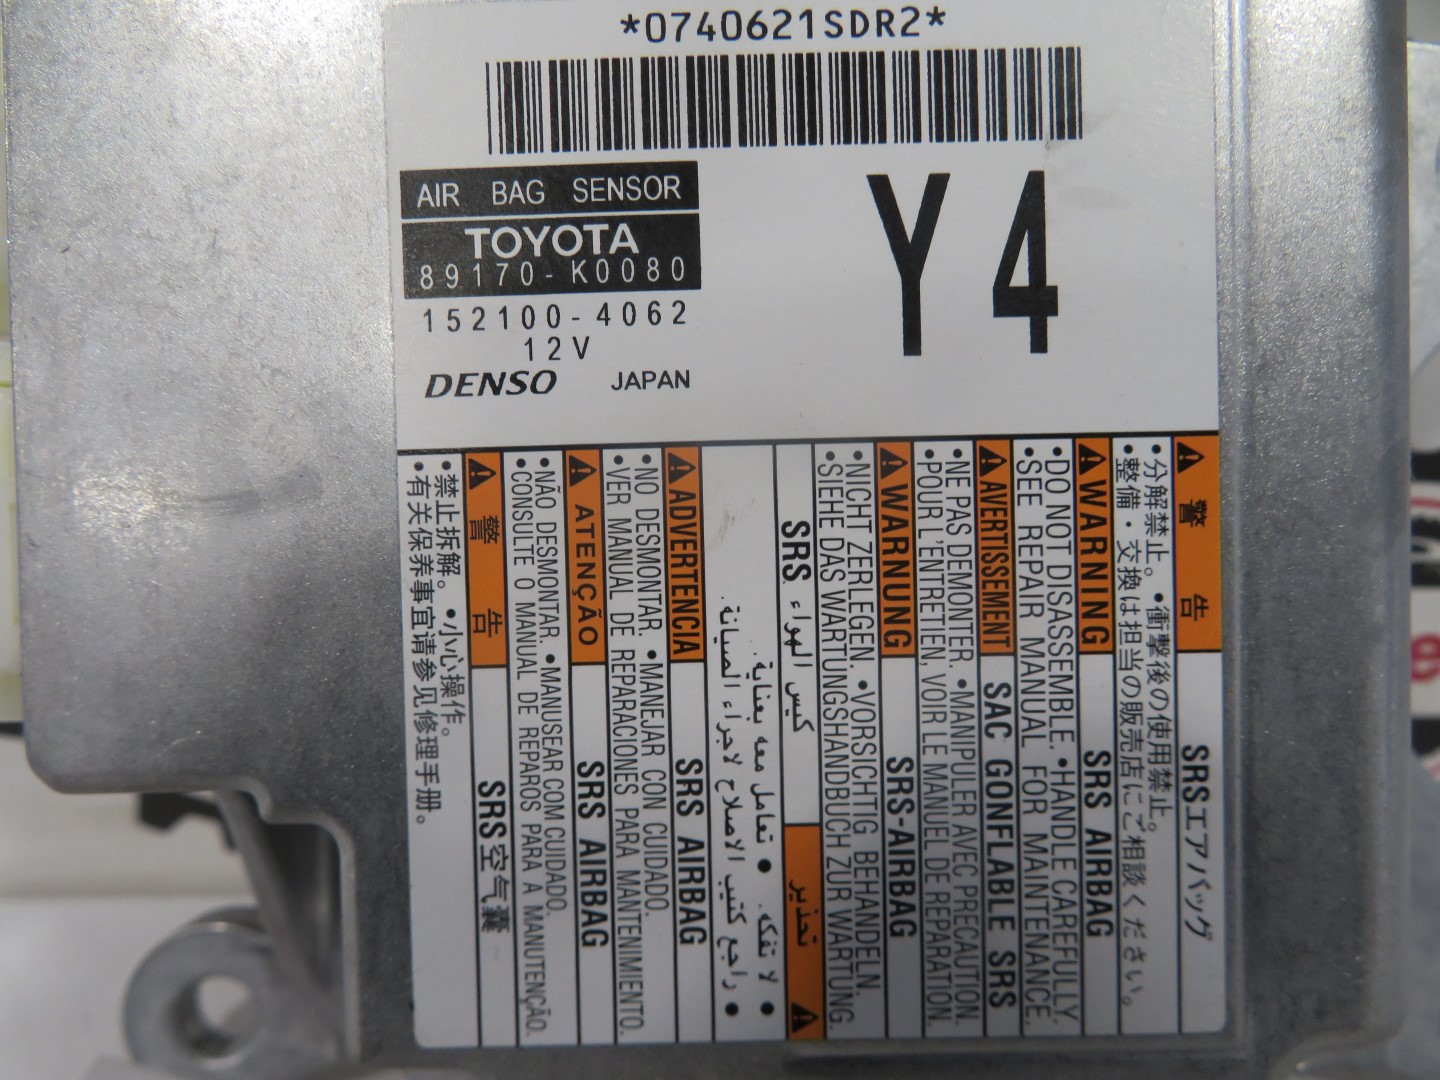 *0740621SDR2*
AIR BAG SENSOR
TOYOTA
89170-K0080
152100-4062
12V
DENSO JAPAN
Y4
警告 SRSエアバッグ
•分解禁止。•衝撃後の使用禁止。
•整備・交換は担当の販売店にご相談ください。
WARNING SRS AIRBAG
•DO NOT DISASSEMBLE. •HANDLE CAREFULLY.
•SEE REPAIR MANUAL FOR MAINTENANCE.
AVERTISSEMENT SAC GONFLABLE SRS
•NE PAS DEMONTER. •MANIPULER AVEC PRECAUTION.
•POUR L'ENTRETIEN, VOIR LE MANUEL DE REPARATION.
WARNUNG SRS-AIRBAG
•NICHT ZERLEGEN. •VORSICHTIG BEHANDELN.
•SIEHE DAS WARTUNGSHANDBUCH ZUR WARTUNG.
تحذير كيس الهواء SRS
• لا تفكه. • تعامل معه بعناية.
• راجع كتيب الاصلاح لاجراء الصيانة.
ADVERTENCIA SRS AIRBAG
•NO DESMONTAR. •MANEJAR CON CUIDADO.
•VER MANUAL DE REPARACIONES PARA MANTENIMIENTO.
ATENÇÃO SRS AIRBAG
•NÃO DESMONTAR. •MANUSEAR COM CUIDADO.
•CONSULTE O MANUAL DE REPAROS PARA A MANUTENÇÃO.
警告 SRS空气囊
•禁止拆解。•小心操作。
•有关保养事宜请参见修理手册。